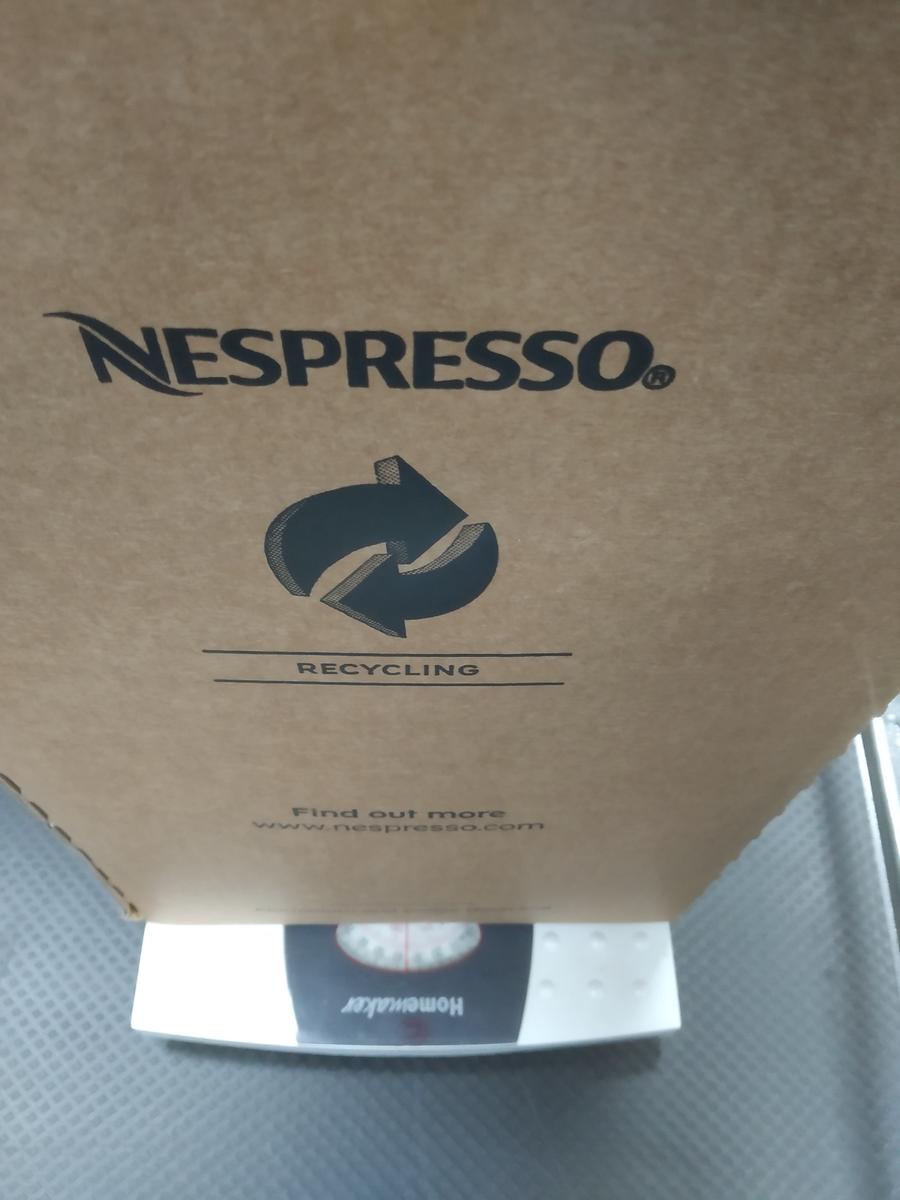 NESPRESSO®
RECYCLING
Find out more
www.nespresso.com
Homemaker